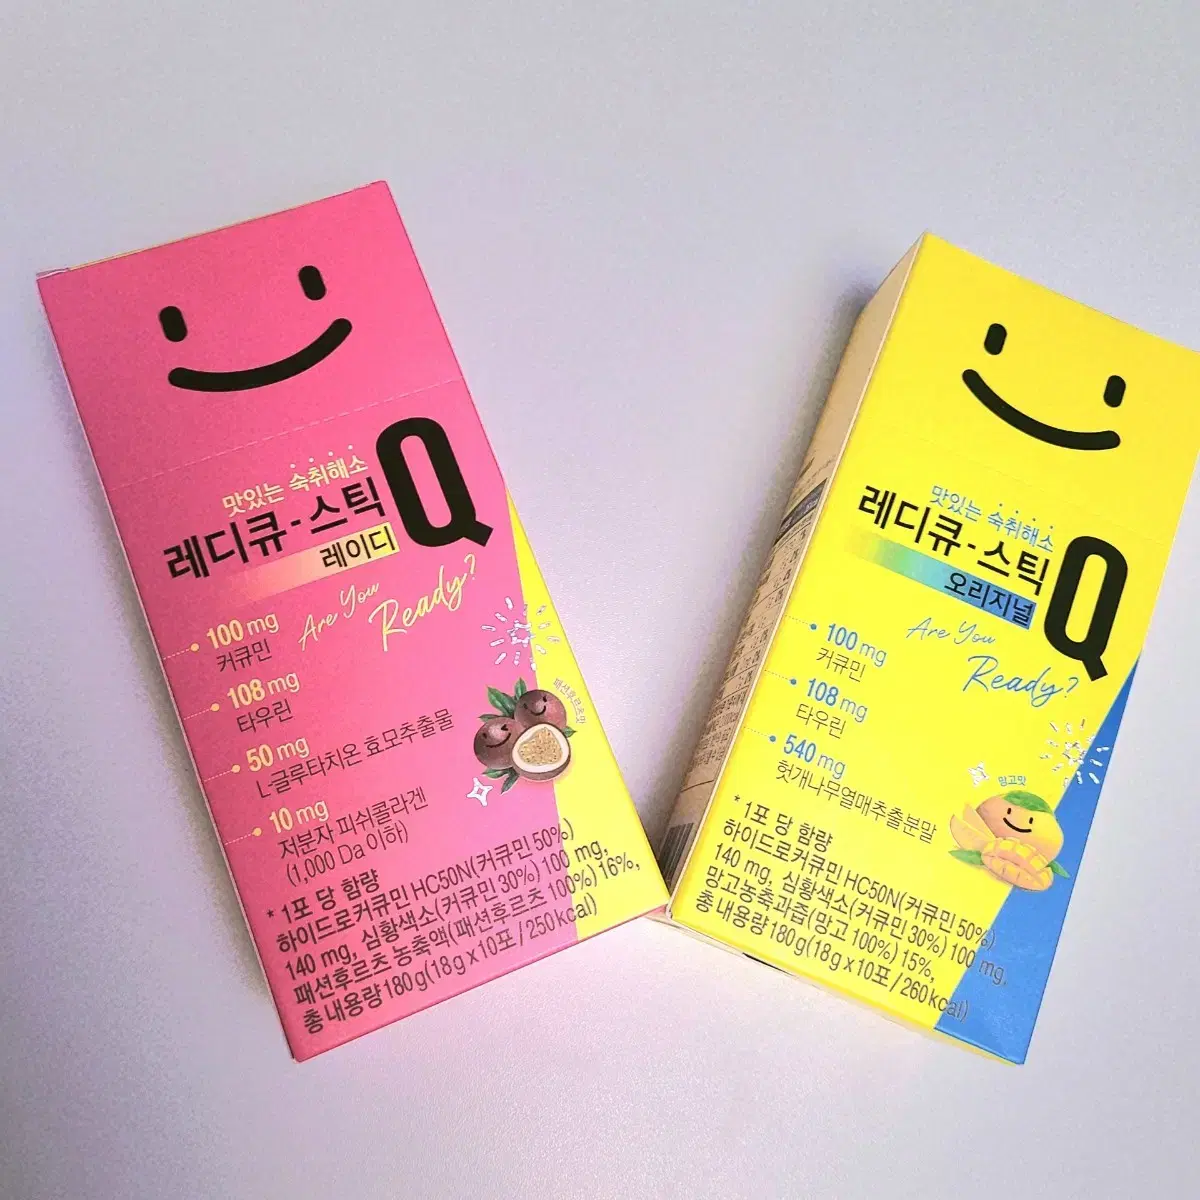 맛있는 숙취해소
레디큐-스틱
Q
레이디
Are You
Ready?
100 mg
커큐민
108 mg
타우린
50 mg
L-글루타치온 효모추출물
10 mg
저분자 피쉬콜라겐
(1,000 Da 이하)
패션후르츠맛
* 1포 당 함량
하이드로커큐민 HC50N(커큐민 50%)
140 mg, 심황색소(커큐민 30%) 100 mg,
패션후르츠 농축액(패션후르츠 100%) 16%,
총 내용량 180 g(18 g x 10포 / 250 kcal)
맛있는 숙취해소
레디큐-스틱
Q
오리지널
Are You
Ready?
100 mg
커큐민
108 mg
타우린
540 mg
헛개나무열매추출분말
망고맛
* 1포 당 함량
하이드로커큐민 HC50N(커큐민 50%)
140 mg, 심황색소(커큐민 30%) 100 mg,
망고농축과즙(망고 100%) 15%,
총 내용량 180 g(18 g x 10포 / 260 kcal)